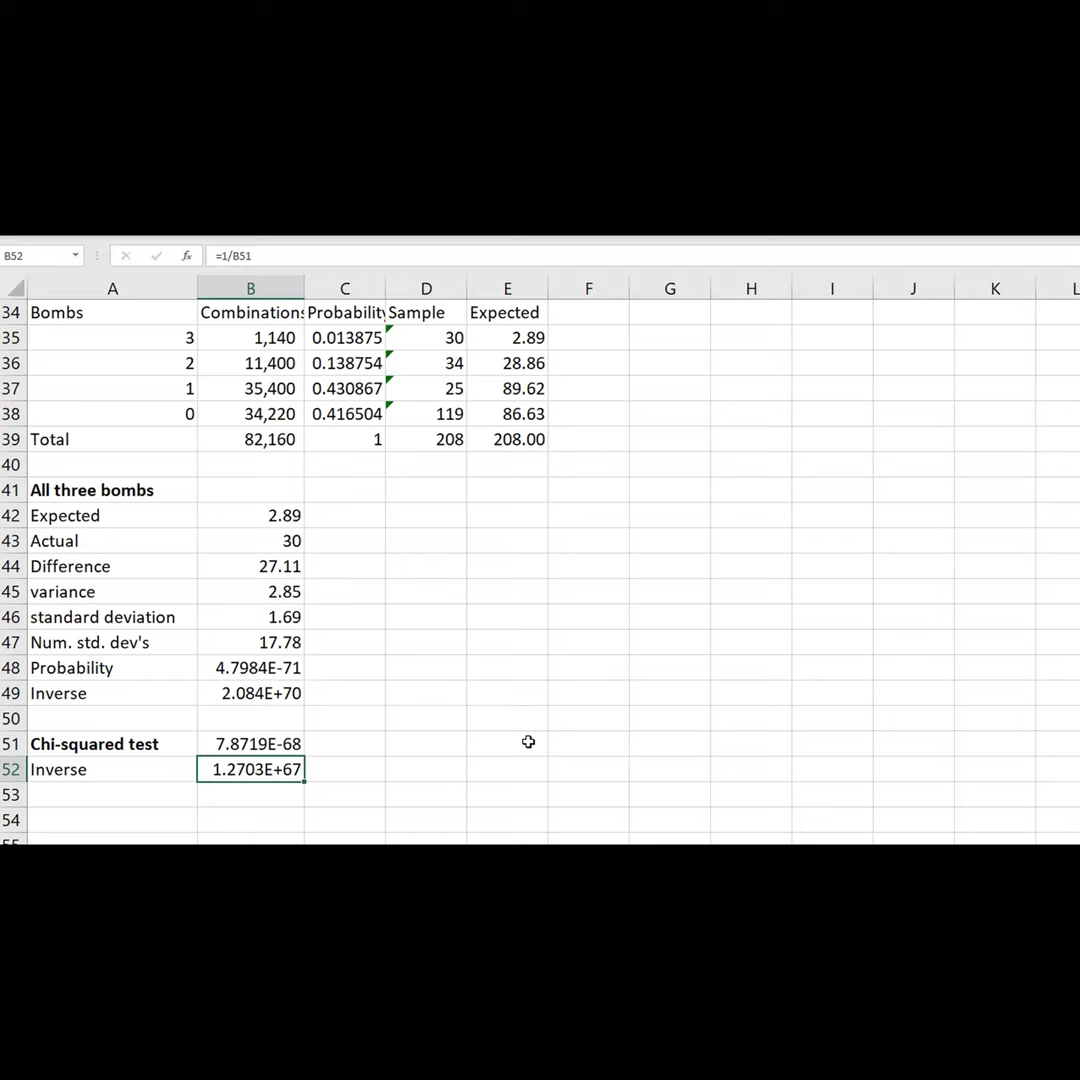 B52 fx =1/B51
A B C D E F G H I J K L
34 Bombs Combinations Probability Sample Expected
35 3 1,140 0.013875 30 2.89
36 2 11,400 0.138754 34 28.86
37 1 35,400 0.430867 25 89.62
38 0 34,220 0.416504 119 86.63
39 Total 82,160 1 208 208.00
40
41 All three bombs
42 Expected 2.89
43 Actual 30
44 Difference 27.11
45 variance 2.85
46 standard deviation 1.69
47 Num. std. dev's 17.78
48 Probability 4.7984E-71
49 Inverse 2.084E+70
50
51 Chi-squared test 7.8719E-68
52 Inverse 1.2703E+67
53
54